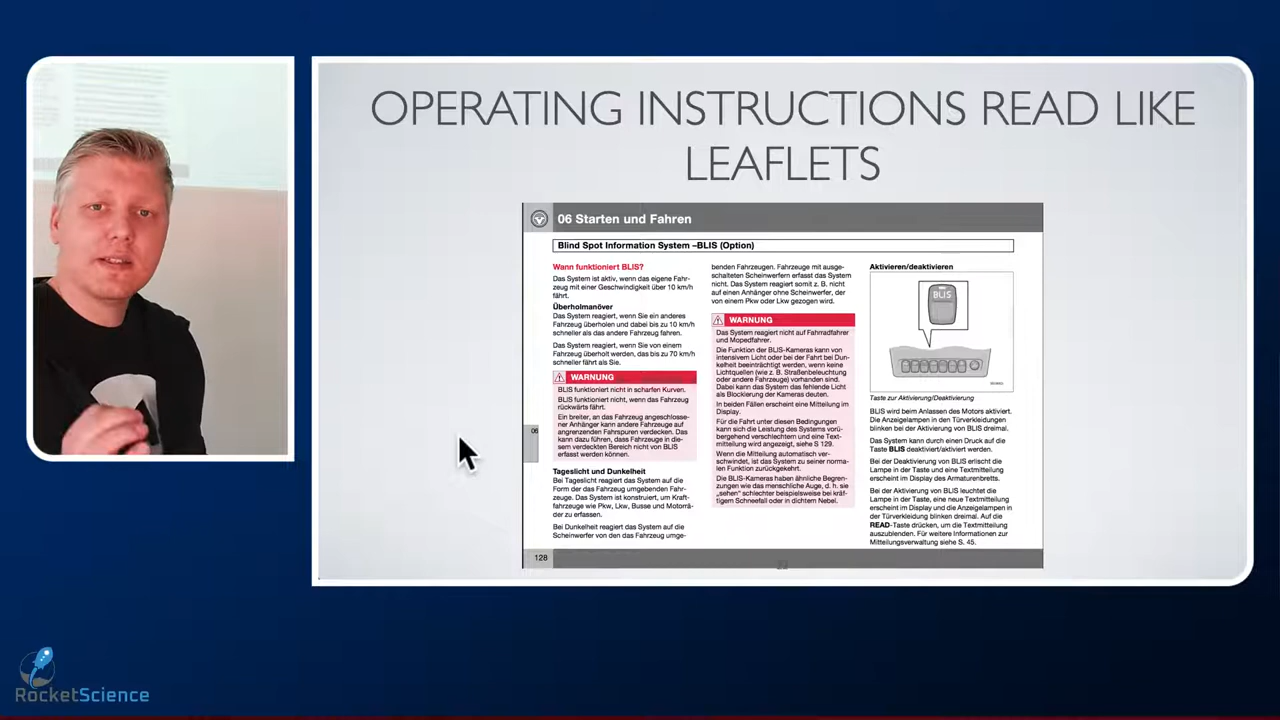 OPERATING INSTRUCTIONS READ LIKE
LEAFLETS
06 Starten und Fahren
Blind Spot Information System –BLIS (Option)
Wann funktioniert BLIS?
Das System ist aktiv, wenn das eigene Fahr-
zeug mit einer Geschwindigkeit über 10 km/h
fährt.
Überholmanöver
Das System reagiert, wenn Sie ein anderes
Fahrzeug überholen und dabei bis zu 10 km/h
schneller als das andere Fahrzeug fahren.
Das System reagiert, wenn Sie von einem
Fahrzeug überholt werden, das bis zu 70 km/h
schneller fährt als Sie.
WARNUNG
BLIS funktioniert nicht in scharfen Kurven.
BLIS funktioniert nicht, wenn das Fahrzeug
rückwärts fährt.
Ein breiter, an das Fahrzeug angeschlosse-
ner Anhänger kann andere Fahrzeuge auf
angrenzenden Fahrspuren verdecken. Das
kann dazu führen, dass Fahrzeuge in die-
sem verdeckten Bereich nicht von BLIS
erfasst werden können.
Tageslicht und Dunkelheit
Bei Tageslicht reagiert das System auf die
Form der das Fahrzeug umgebenden Fahr-
zeuge. Das System ist konstruiert, um Kraft-
fahrzeuge wie Pkw, Lkw, Busse und Motorrä-
der zu erfassen.
Bei Dunkelheit reagiert das System auf die
Scheinwerfer von den das Fahrzeug umge-
benden Fahrzeugen. Fahrzeuge mit ausge-
schalteten Scheinwerfern erfasst das System
nicht. Das System reagiert somit z. B. nicht
auf einen Anhänger ohne Scheinwerfer, der
von einem Pkw oder Lkw gezogen wird.
WARNUNG
Das System reagiert nicht auf Fahrradfahrer
und Mopedfahrer.
Die Funktion der BLIS-Kameras kann von
intensivem Licht oder bei der Fahrt bei Dun-
kelheit beeinträchtigt werden, wenn keine
Lichtquellen (wie z. B. Straßenbeleuchtung
oder andere Fahrzeuge) vorhanden sind.
Dabei kann das System das fehlende Licht
als Blockierung der Kameras deuten.
In beiden Fällen erscheint eine Mitteilung im
Display.
Für die Fahrt unter diesen Bedingungen
kann sich die Leistung des Systems vorü-
bergehend verschlechtern und eine Text-
mitteilung wird angezeigt, siehe S 129.
Wenn die Mitteilung automatisch ver-
schwindet, ist das System zu seiner norma-
len Funktion zurückgekehrt.
Die BLIS-Kameras haben ähnliche Begren-
zungen wie das menschliche Auge, d. h. sie
„sehen“ schlechter beispielsweise bei kräf-
tigem Schneefall oder in dichtem Nebel.
Aktivieren/deaktivieren
BLIS
Taste zur Aktivierung/Deaktivierung
BLIS wird beim Anlassen des Motors aktiviert.
Die Anzeigelampen in den Türverkleidungen
blinken bei der Aktivierung von BLIS dreimal.
Das System kann durch einen Druck auf die
Taste BLIS deaktiviert/aktiviert werden.
Bei der Deaktivierung von BLIS erlischt die
Lampe in der Taste und eine Textmitteilung
erscheint im Display des Armaturenbretts.
Bei der Aktivierung von BLIS leuchtet die
Lampe in der Taste, eine neue Textmitteilung
erscheint im Display und die Anzeigelampen in
der Türverkleidung blinken dreimal. Auf die
READ-Taste drücken, um die Textmitteilung
auszublenden. Für weitere Informationen zur
Mitteilungsverwaltung siehe S. 45.
06
128
RocketScience